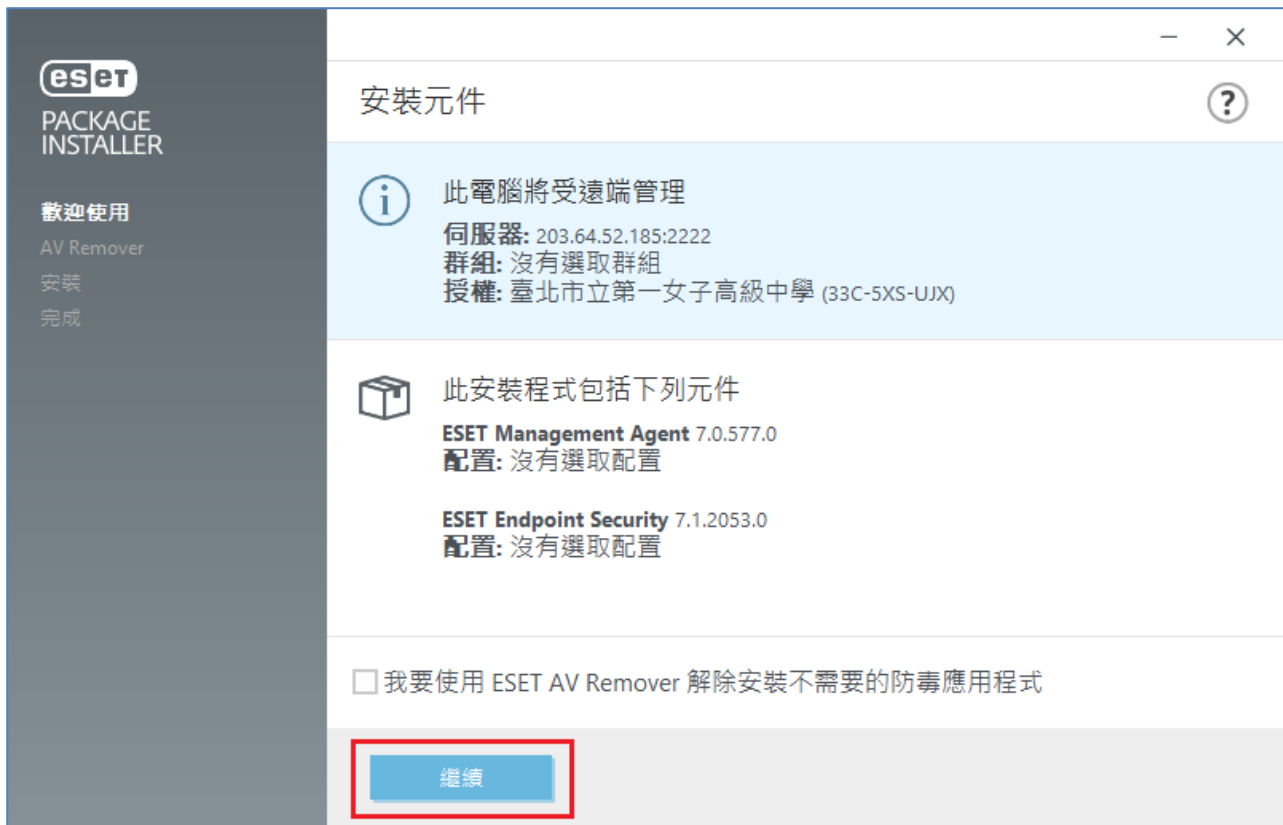 eset
PACKAGE
INSTALLER
歡迎使用
AV Remover
安裝
完成
安裝元件
?
i
此電腦將受遠端管理
伺服器: 203.64.52.185:2222
群組: 沒有選取群組
授權: 臺北市立第一女子高級中學 (33C-5XS-UJX)
此安裝程式包括下列元件
ESET Management Agent 7.0.577.0
配置: 沒有選取配置
ESET Endpoint Security 7.1.2053.0
配置: 沒有選取配置
我要使用 ESET AV Remover 解除安裝不需要的防毒應用程式
繼續